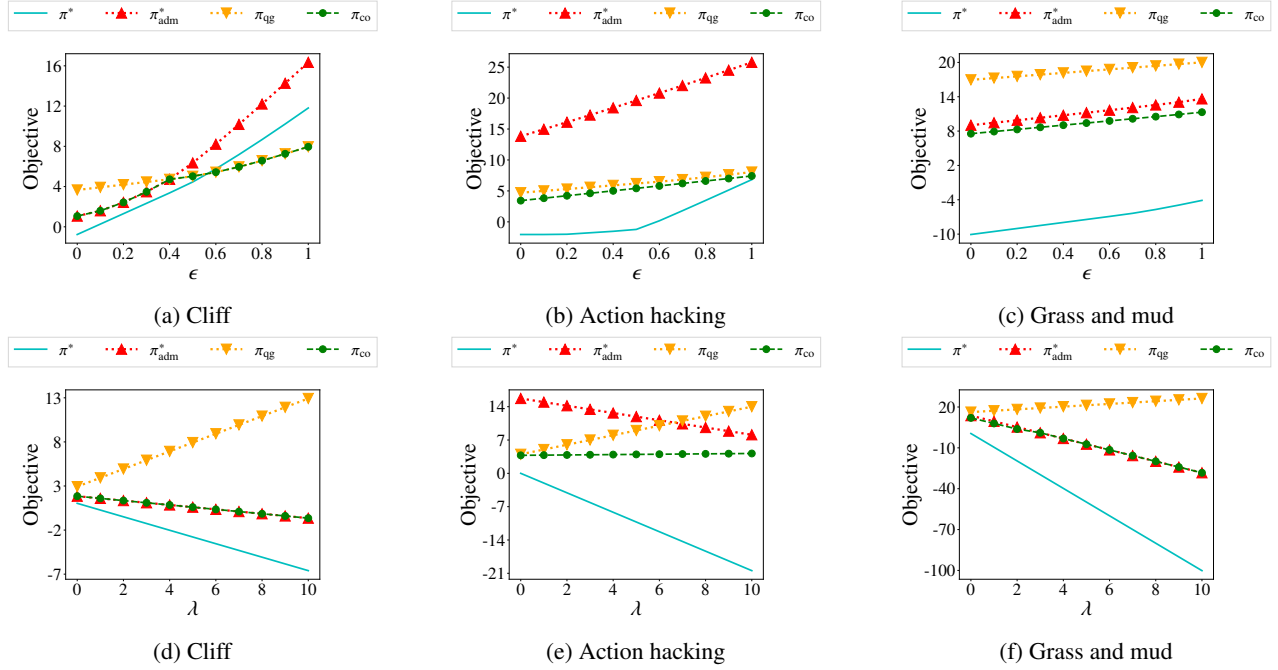 π* π*adm πqg πco
Objective
16
12
8
4
0
0 0.2 0.4 0.6 0.8 1
ϵ
(a) Cliff
π* π*adm πqg πco
Objective
25
20
15
10
5
0
0 0.2 0.4 0.6 0.8 1
ϵ
(b) Action hacking
π* π*adm πqg πco
Objective
20
14
8
2
-4
-10
0 0.2 0.4 0.6 0.8 1
ϵ
(c) Grass and mud
π* π*adm πqg πco
Objective
13
8
3
-2
-7
0 2 4 6 8 10
λ
(d) Cliff
π* π*adm πqg πco
Objective
14
7
0
-7
-14
-21
0 2 4 6 8 10
λ
(e) Action hacking
π* π*adm πqg πco
Objective
20
-10
-40
-70
-100
0 2 4 6 8 10
λ
(f) Grass and mud